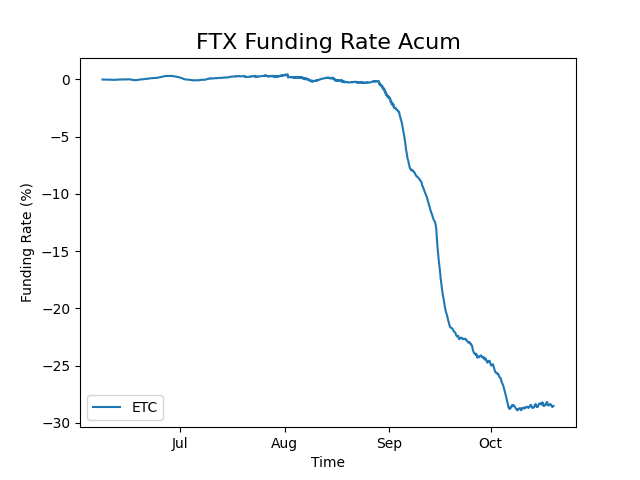 FTX Funding Rate Acum
Funding Rate (%)
0
−5
−10
−15
−20
−25
−30
ETC
Jul
Aug
Sep
Oct
Time